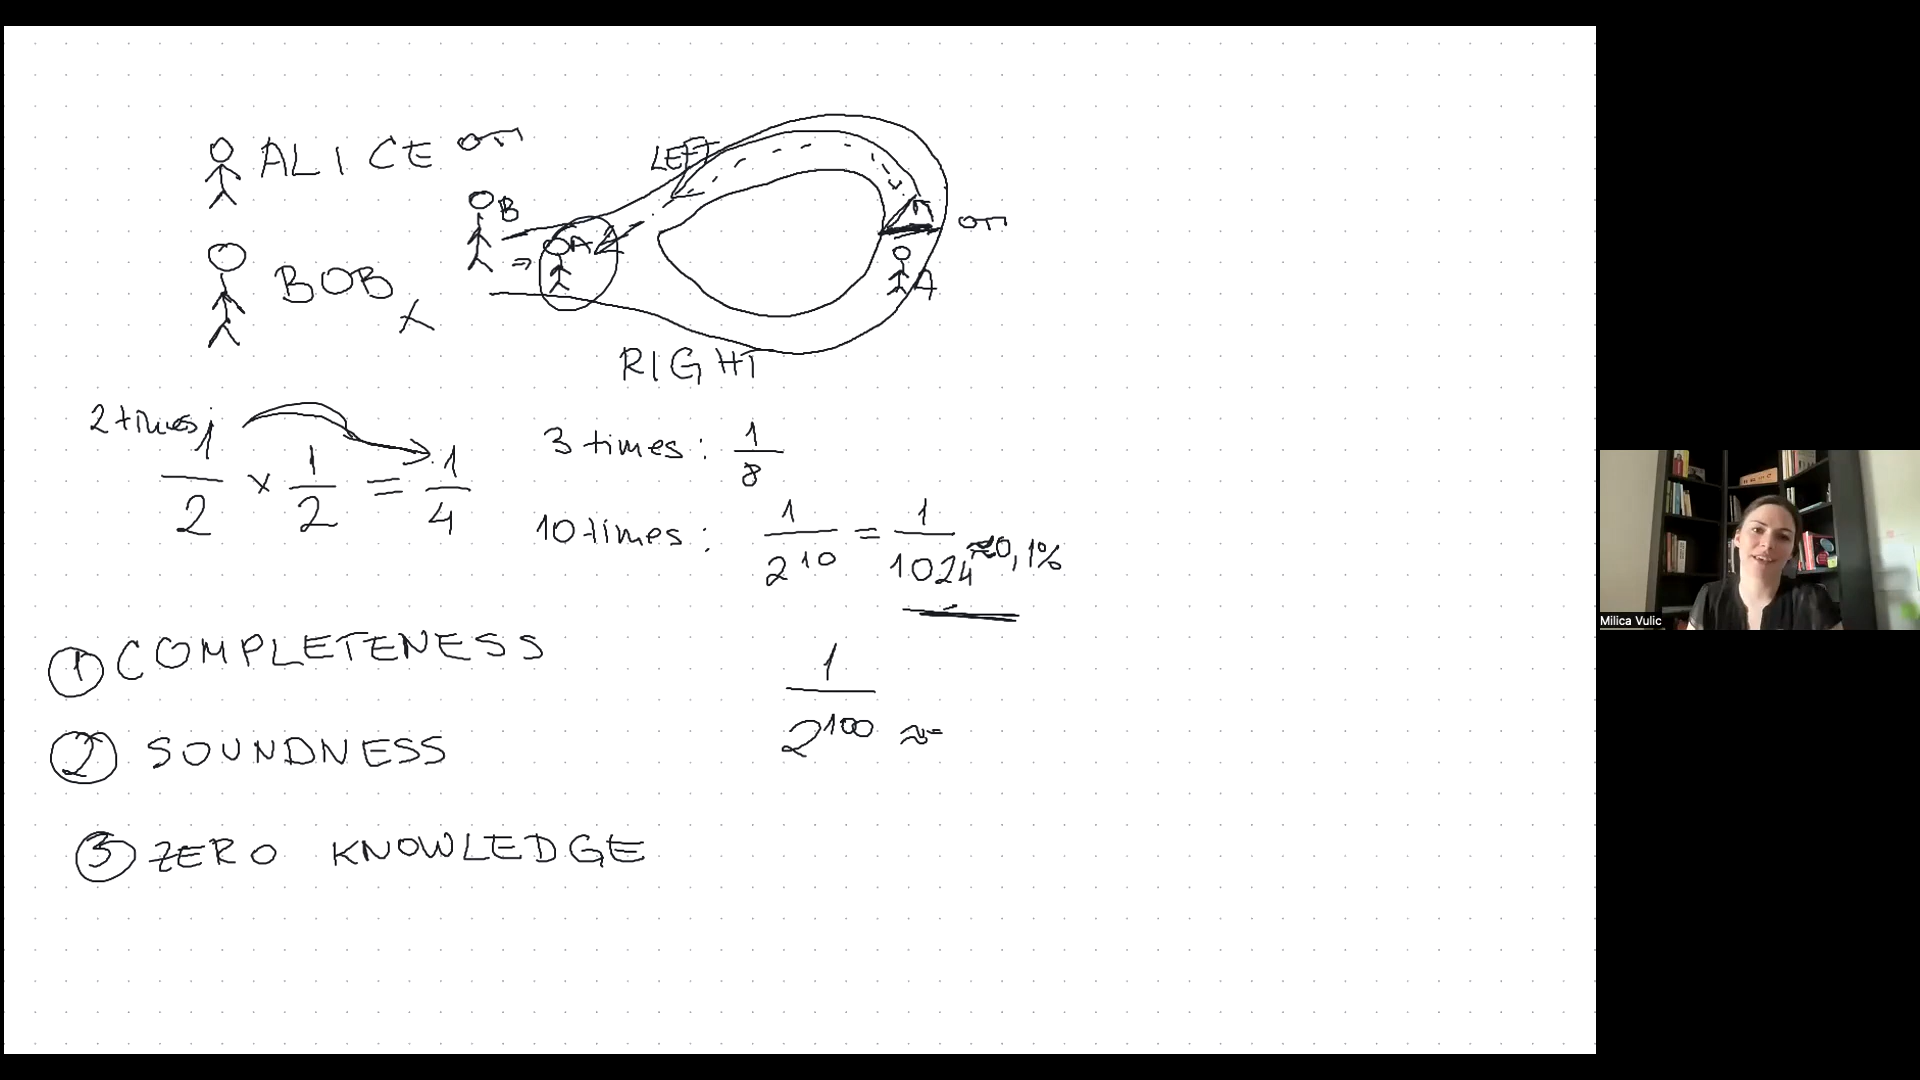 ALICE
LEFT
B
A
BOB
A
RIGHT
2 times:
1/2 × 1/2 = 1/4
3 times: 1/8
10 times: 1/2^10 = 1/1024 ≈0,1%
1 COMPLETENESS
1/2^100 ≈
2 SOUNDNESS
3 ZERO KNOWLEDGE
Milica Vulic